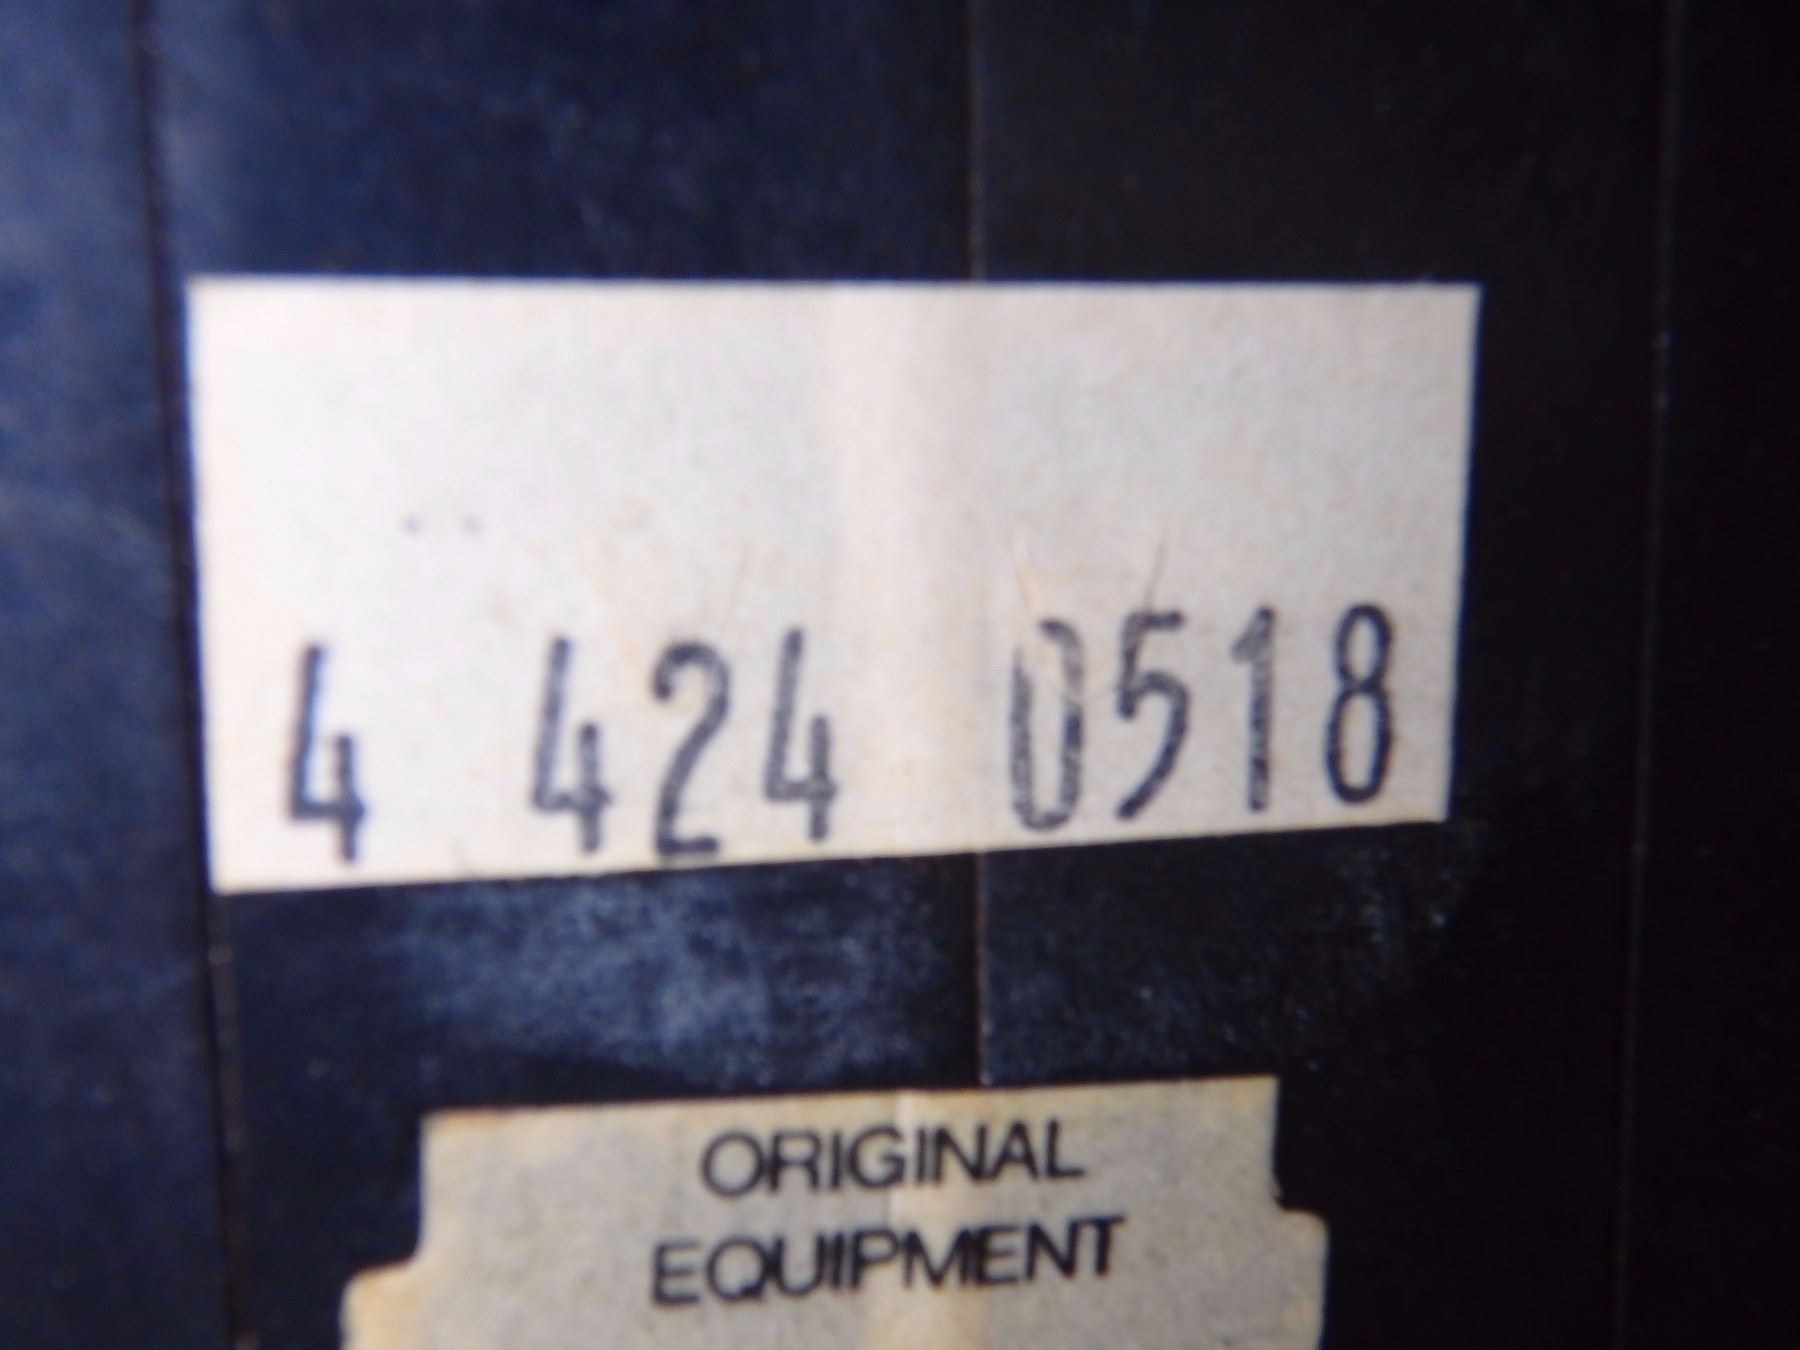 4 424 0518
ORIGINAL
EQUIPMENT